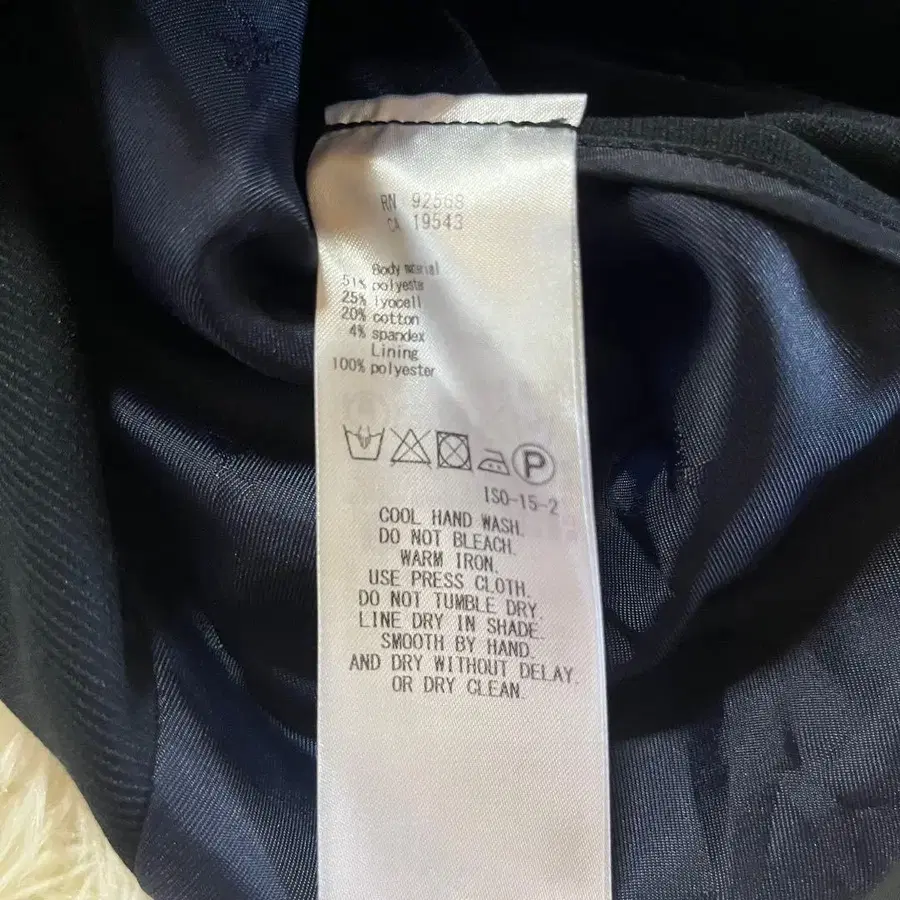 RN 92568
CA 19543
Body material
51% polyester
25% lyocell
20% cotton
4% spandex
Lining
100% polyester
P
ISO-15-2
COOL HAND WASH.
DO NOT BLEACH.
WARM IRON.
USE PRESS CLOTH.
DO NOT TUMBLE DRY.
LINE DRY IN SHADE.
SMOOTH BY HAND.
AND DRY WITHOUT DELAY.
OR DRY CLEAN.